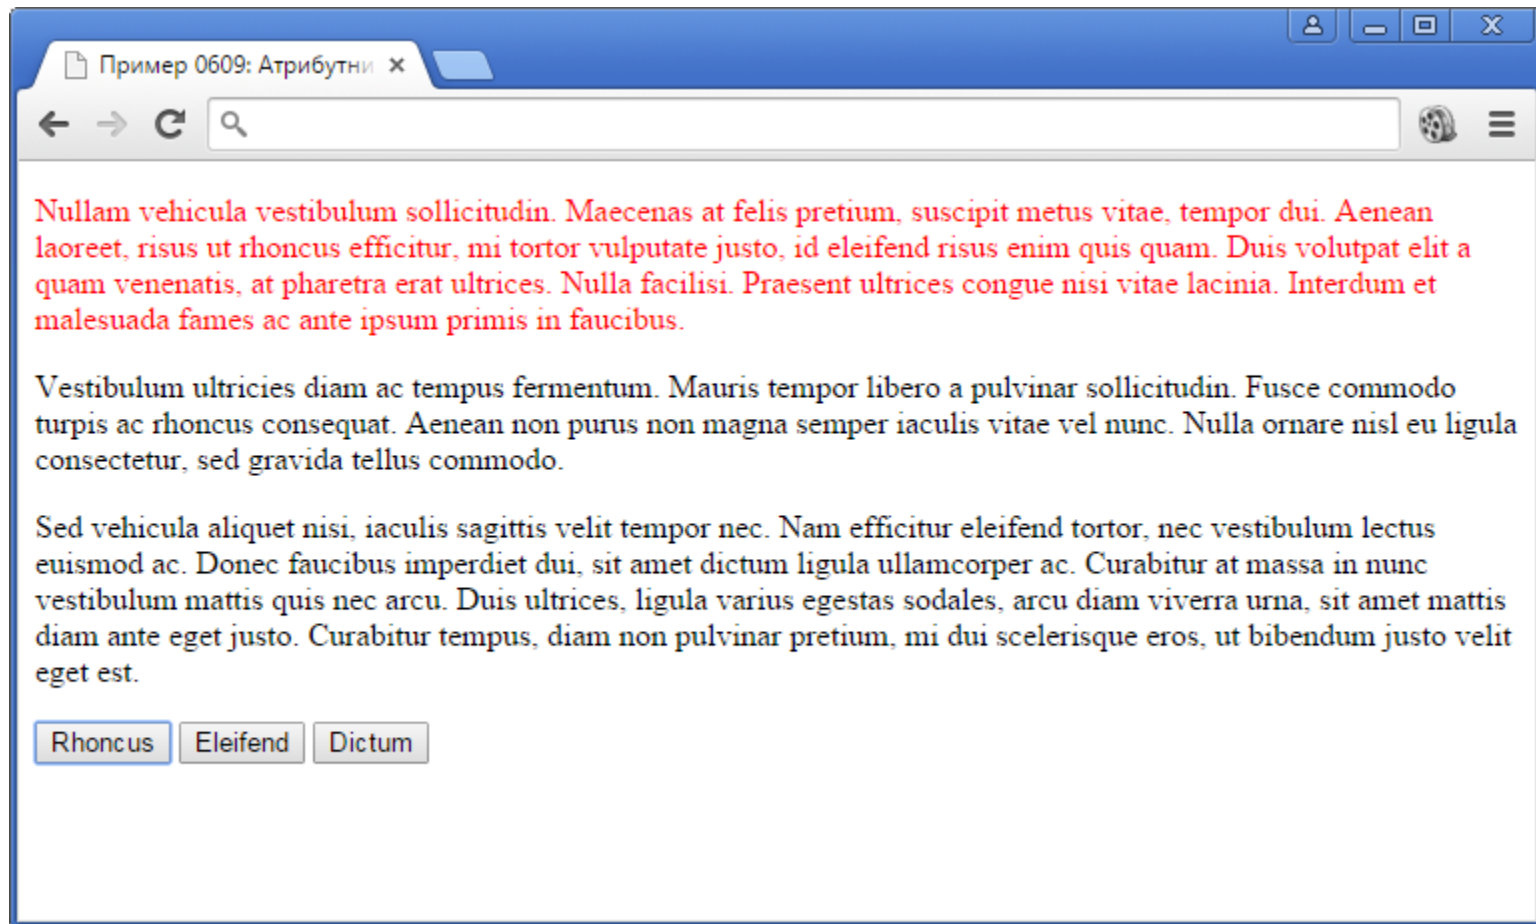 Пример 0609: Атрибутни
Nullam vehicula vestibulum sollicitudin. Maecenas at felis pretium, suscipit metus vitae, tempor dui. Aenean
laoreet, risus ut rhoncus efficitur, mi tortor vulputate justo, id eleifend risus enim quis quam. Duis volutpat elit a
quam venenatis, at pharetra erat ultrices. Nulla facilisi. Praesent ultrices congue nisi vitae lacinia. Interdum et
malesuada fames ac ante ipsum primis in faucibus.
Vestibulum ultricies diam ac tempus fermentum. Mauris tempor libero a pulvinar sollicitudin. Fusce commodo
turpis ac rhoncus consequat. Aenean non purus non magna semper iaculis vitae vel nunc. Nulla ornare nisl eu ligula
consectetur, sed gravida tellus commodo.
Sed vehicula aliquet nisi, iaculis sagittis velit tempor nec. Nam efficitur eleifend tortor, nec vestibulum lectus
euismod ac. Donec faucibus imperdiet dui, sit amet dictum ligula ullamcorper ac. Curabitur at massa in nunc
vestibulum mattis quis nec arcu. Duis ultrices, ligula varius egestas sodales, arcu diam viverra urna, sit amet mattis
diam ante eget justo. Curabitur tempus, diam non pulvinar pretium, mi dui scelerisque eros, ut bibendum justo velit
eget est.
Rhoncus Eleifend Dictum